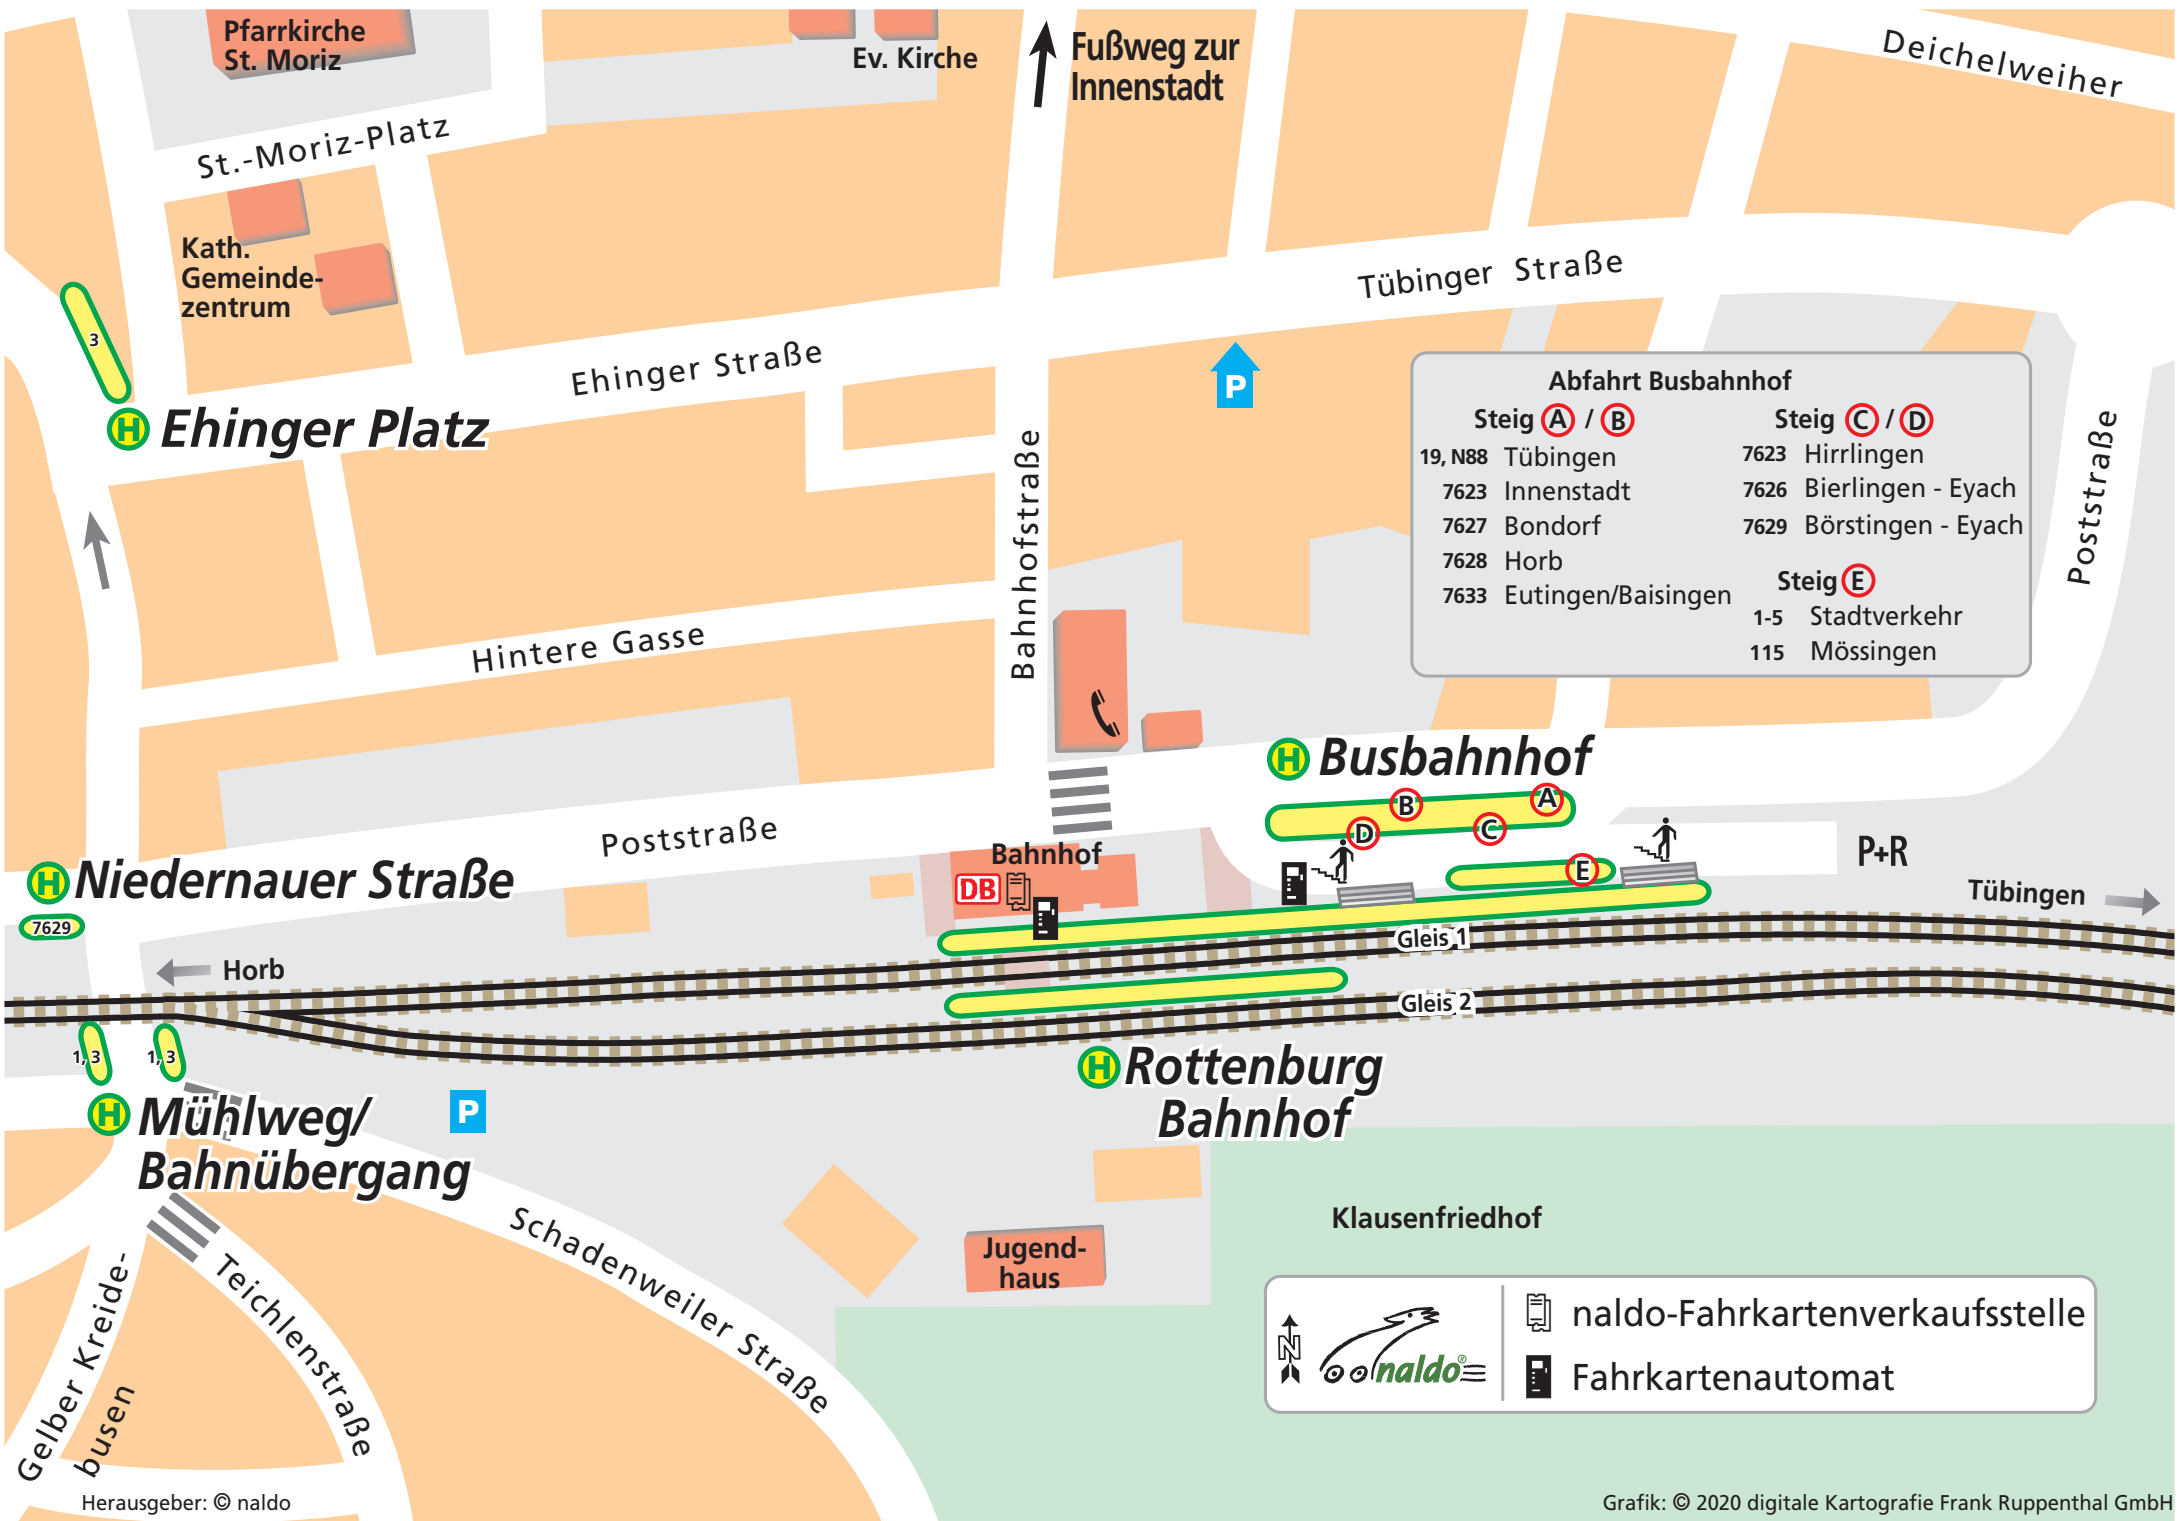 Pfarrkirche
St. Moriz
Ev. Kirche
Fußweg zur
Innenstadt
Deichelweiher
St.-Moriz-Platz
Kath.
Gemeinde-
zentrum
3
H Ehinger Platz
Ehinger Straße
Tübinger Straße
P
Bahnhofstraße
Hintere Gasse
Poststraße
Abfahrt Busbahnhof
Steig A / B
19, N88 Tübingen
7623 Innenstadt
7627 Bondorf
7628 Horb
7633 Eutingen/Baisingen
Steig C / D
7623 Hirrlingen
7626 Bierlingen - Eyach
7629 Börstingen - Eyach
Steig E
1-5 Stadtverkehr
115 Mössingen
H Busbahnhof
B
A
D
C
E
P+R
Poststraße
Bahnhof
DB
H Niedernauer Straße
7629
Tübingen
Horb
Gleis 1
Gleis 2
1, 3
1, 3
H Rottenburg
Bahnhof
H Mühlweg/
Bahnübergang
P
Schadenweiler Straße
Teichlenstraße
Gelber Kreide-
busen
Jugend-
haus
Klausenfriedhof
N
naldo®
naldo-Fahrkartenverkaufsstelle
Fahrkartenautomat
Herausgeber: © naldo
Grafik: © 2020 digitale Kartografie Frank Ruppenthal GmbH